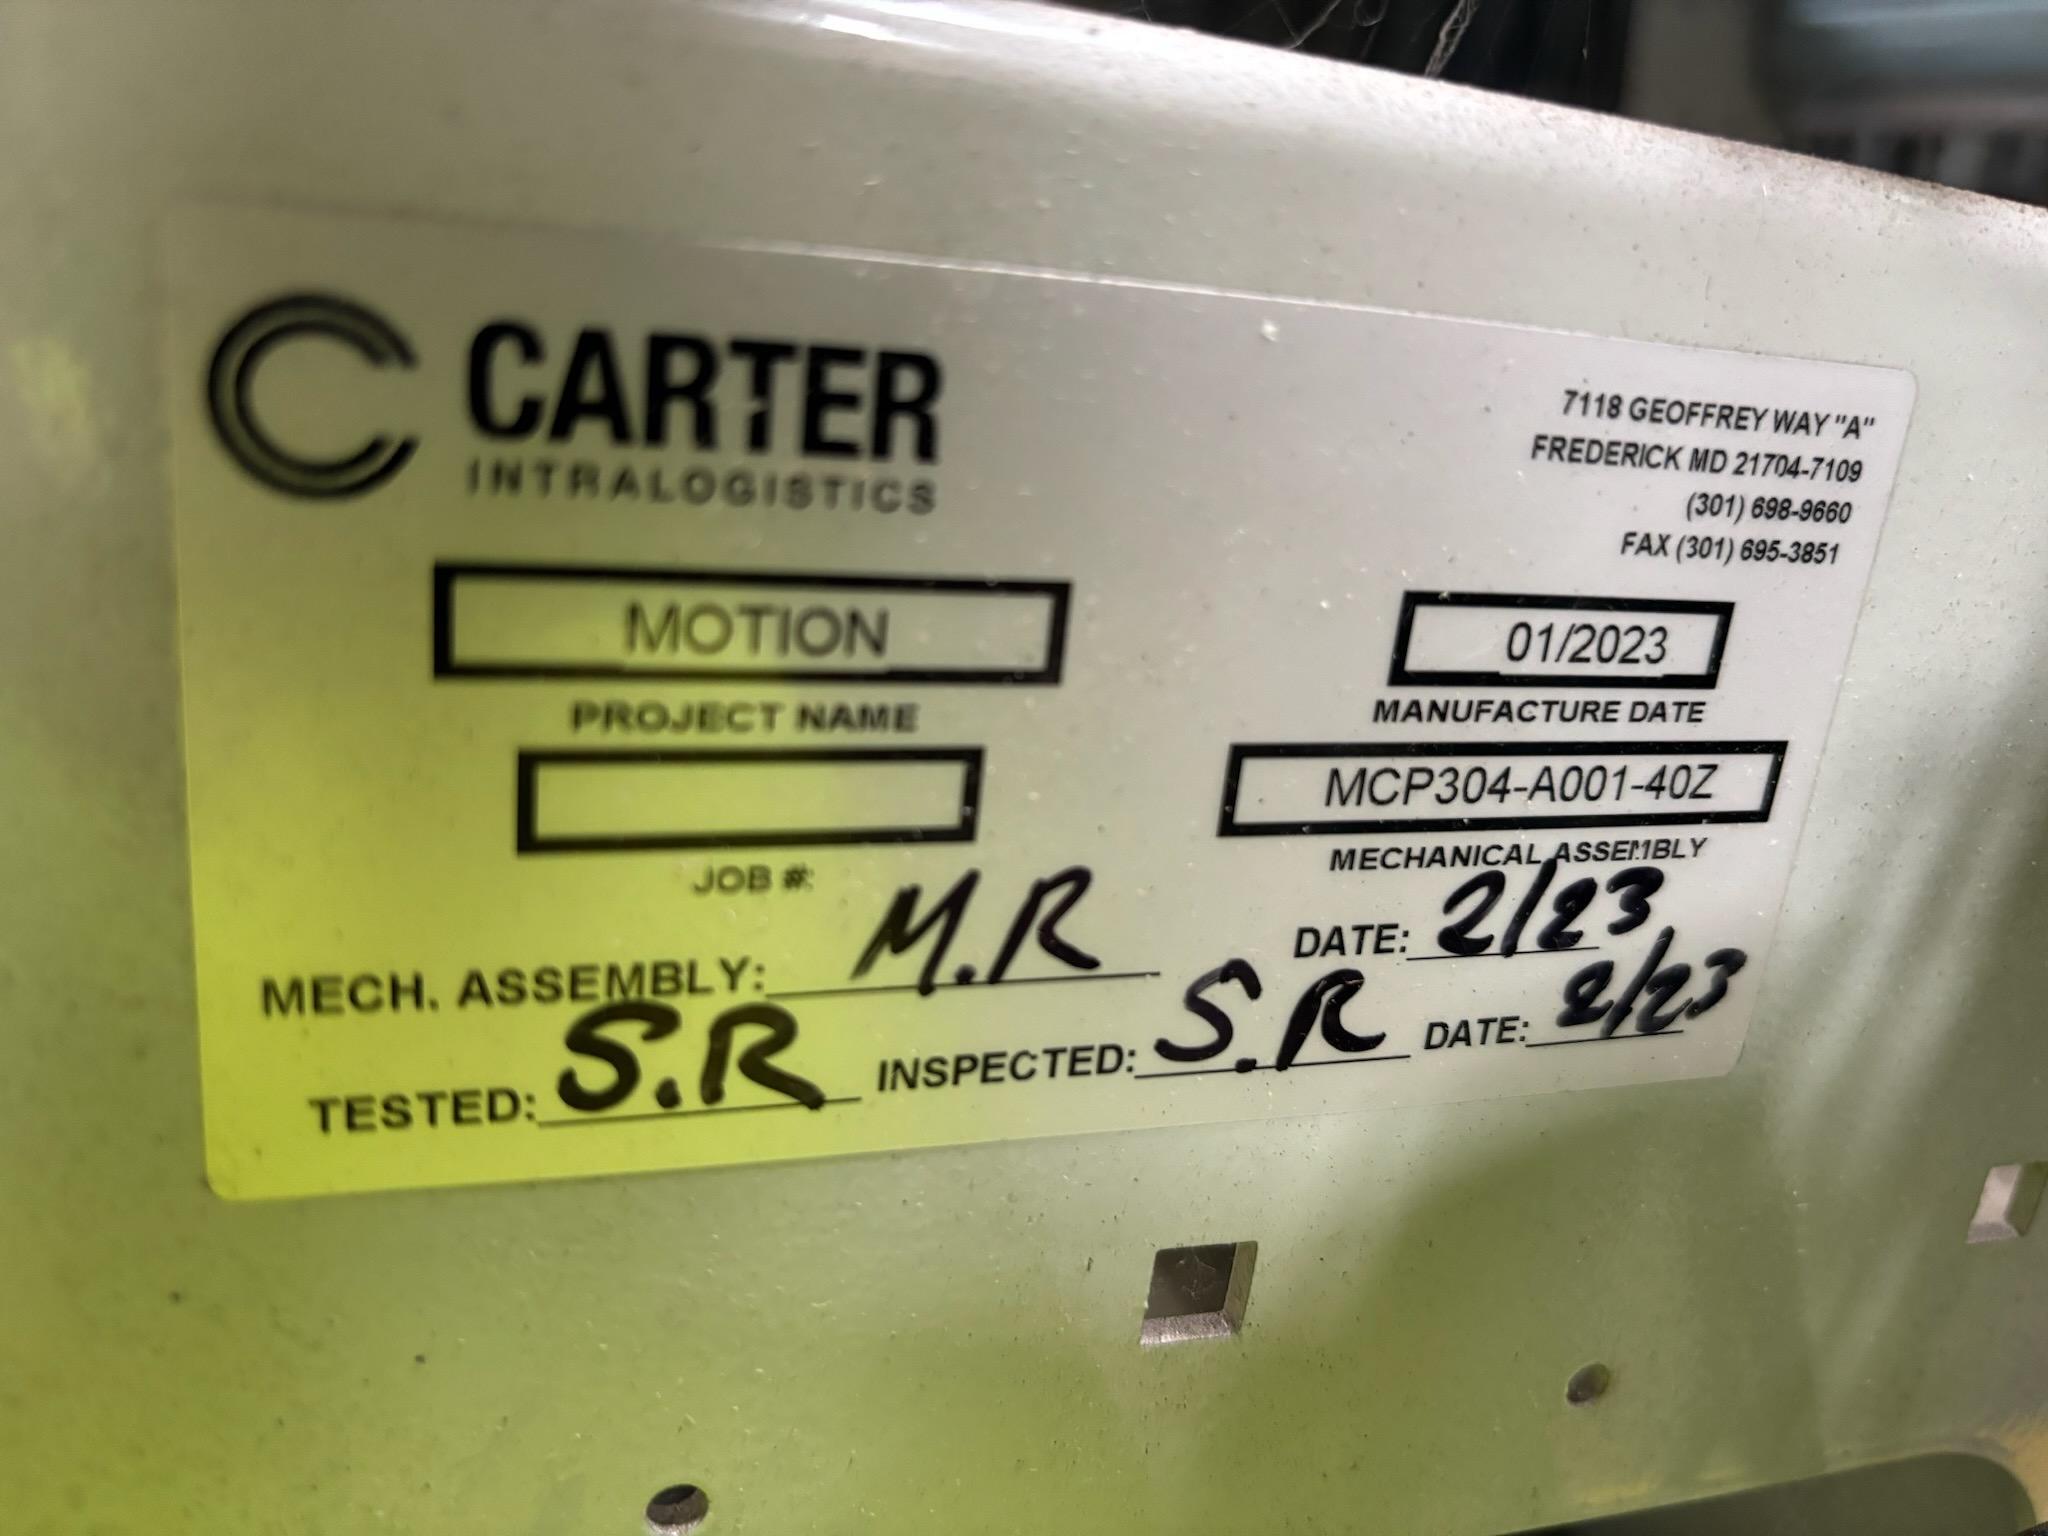 CARTER
INTRALOGISTICS
7118 GEOFFREY WAY "A"
FREDERICK MD 21704-7109
(301) 698-9660
FAX (301) 695-3851
MOTION
PROJECT NAME
01/2023
MANUFACTURE DATE
JOB #:
MCP304-A001-40Z
MECHANICAL ASSEMBLY
MECH. ASSEMBLY: M.R DATE: 2/23
TESTED: S.R INSPECTED: S.R DATE: 2/23